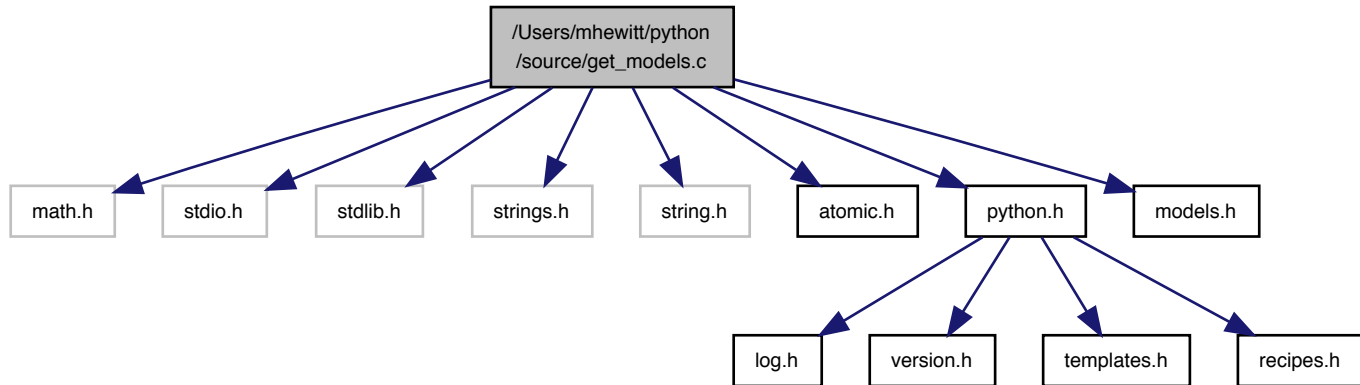 /Users/mhewitt/python
/source/get_models.c
math.h
stdio.h
stdlib.h
strings.h
string.h
atomic.h
python.h
models.h
log.h
version.h
templates.h
recipes.h